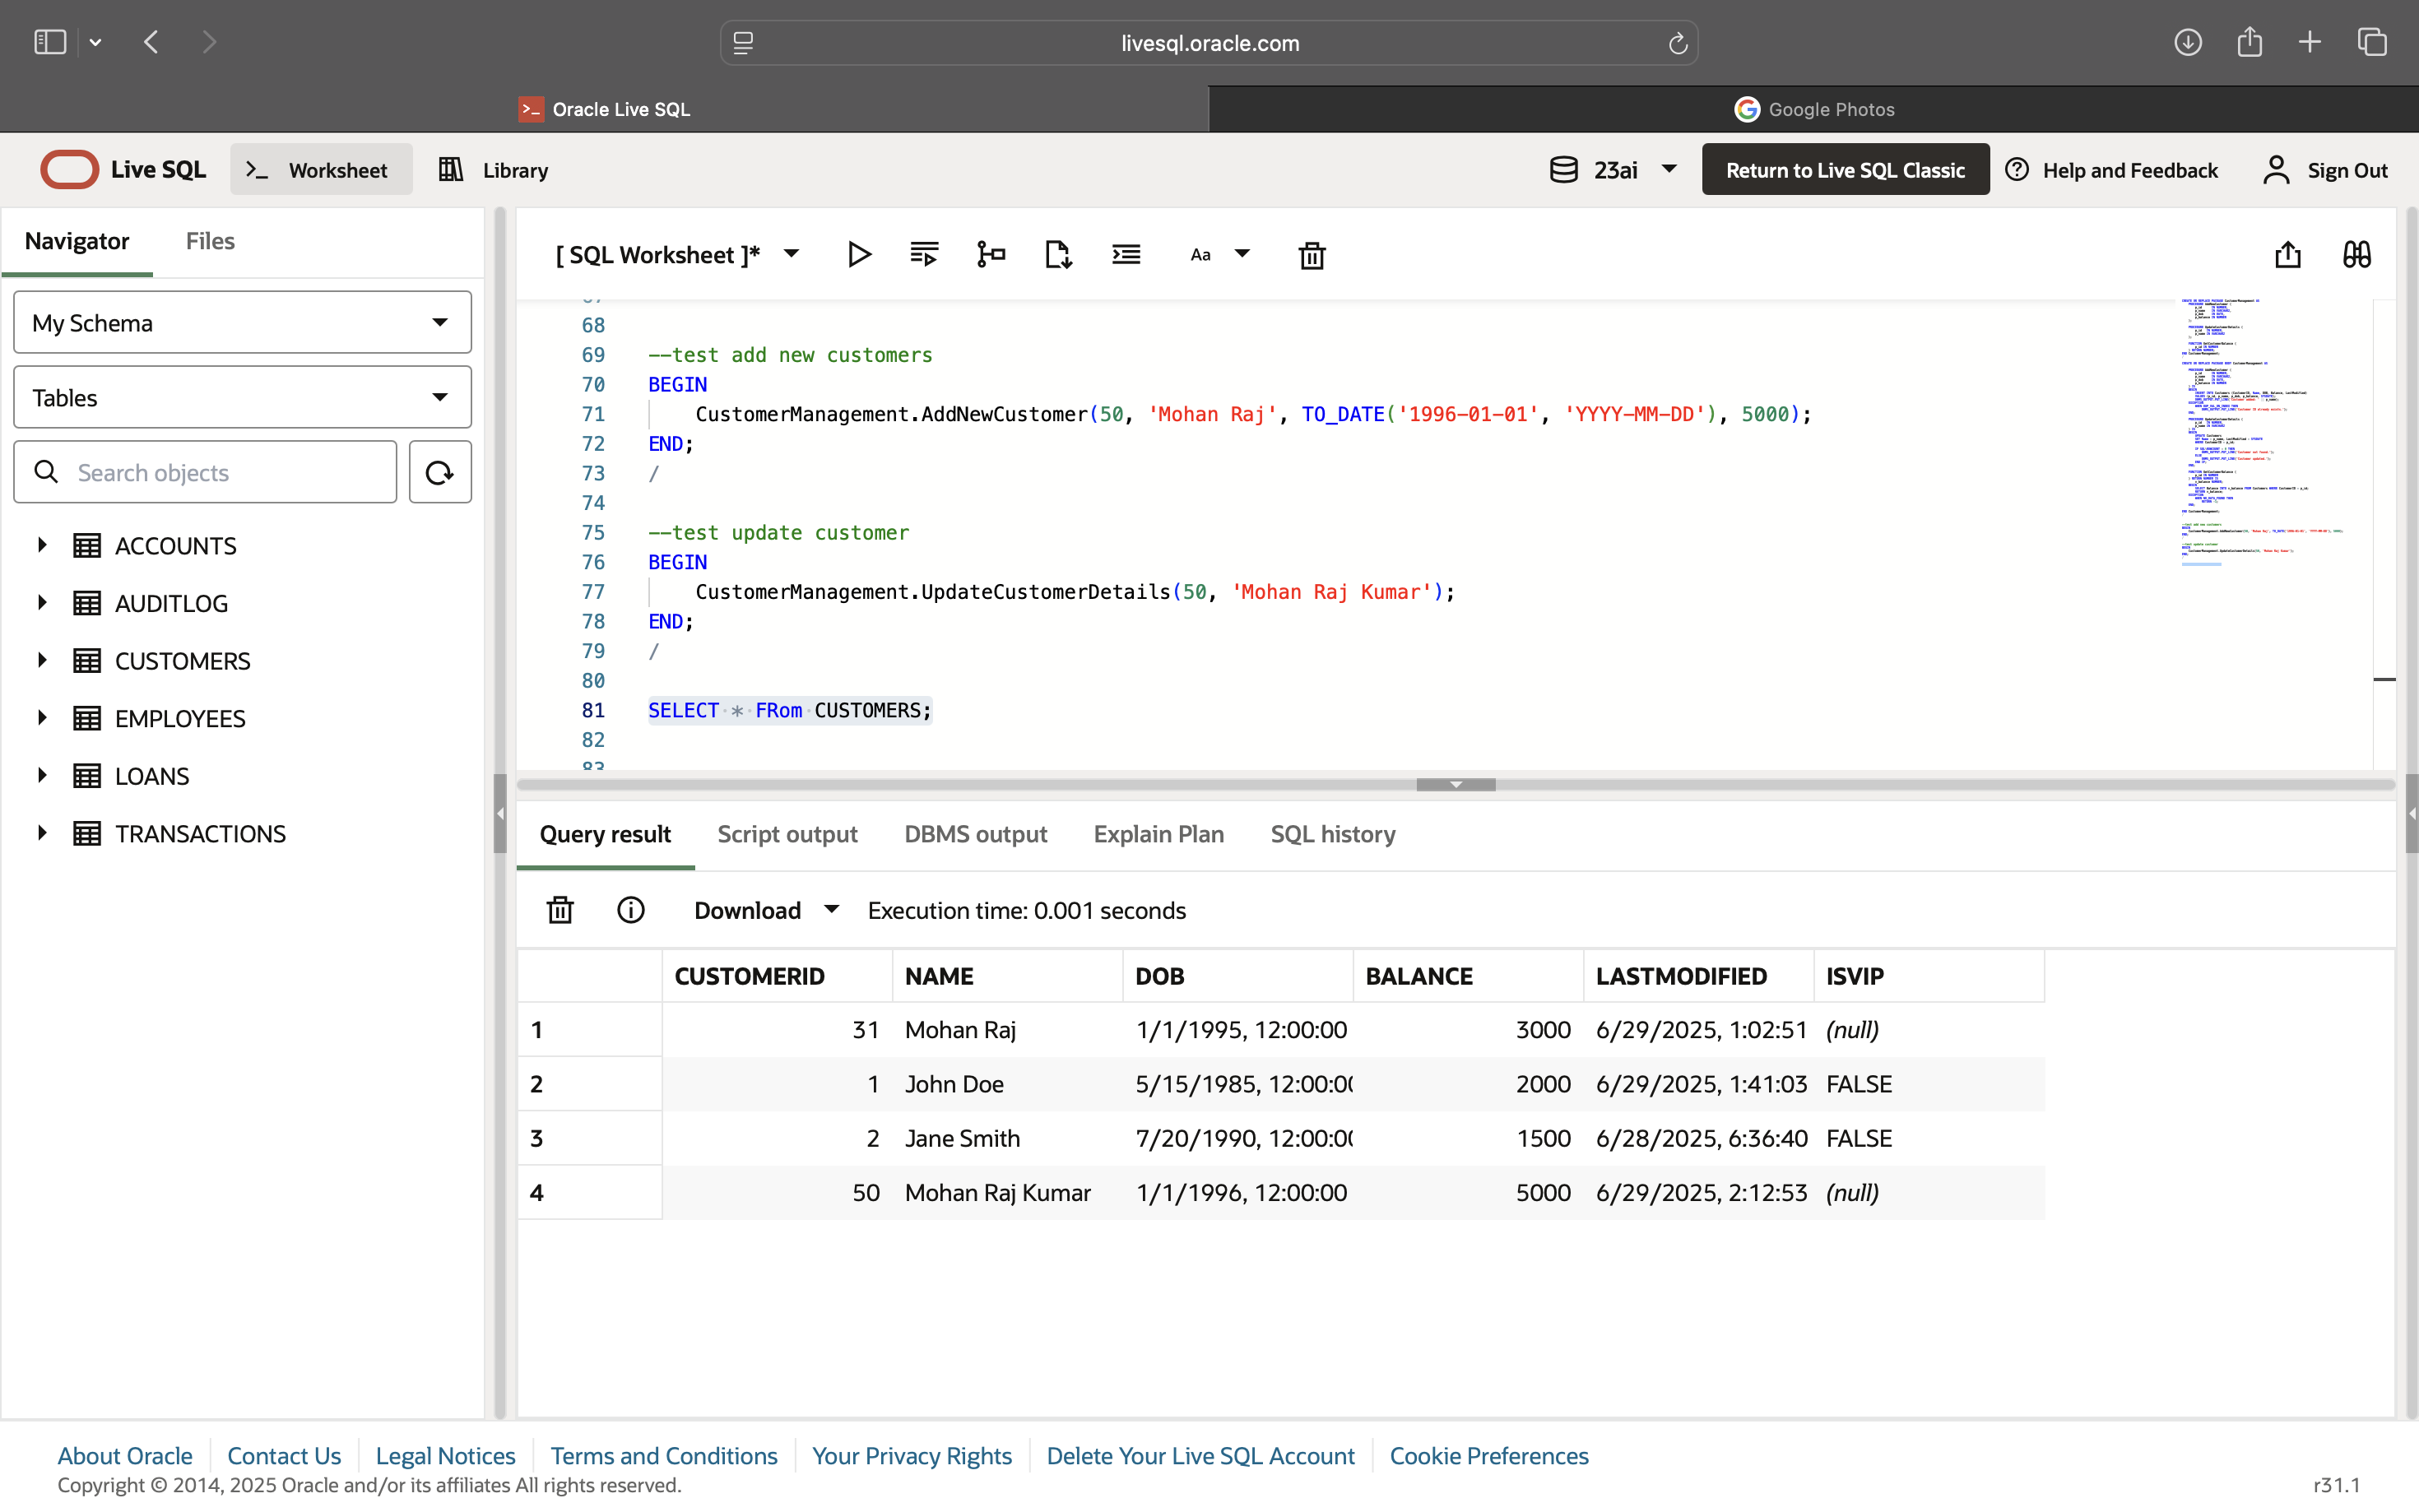 livesql.oracle.com
Oracle Live SQL
Google Photos
Live SQL
Worksheet
Library
23ai
Return to Live SQL Classic
Help and Feedback
Sign Out
Navigator
Files
My Schema
Tables
Search objects
ACCOUNTS
AUDITLOG
CUSTOMERS
EMPLOYEES
LOANS
TRANSACTIONS
[ SQL Worksheet ]*
Aa
68
69 --test add new customers
70 BEGIN
71 CustomerManagement.AddNewCustomer(50, 'Mohan Raj', TO_DATE('1996-01-01', 'YYYY-MM-DD'), 5000);
72 END;
73 /
74
75 --test update customer
76 BEGIN
77 CustomerManagement.UpdateCustomerDetails(50, 'Mohan Raj Kumar');
78 END;
79 /
80
81 SELECT * FRom CUSTOMERS;
82
83
Query result
Script output
DBMS output
Explain Plan
SQL history
Download
Execution time: 0.001 seconds
CUSTOMERID NAME DOB BALANCE LASTMODIFIED ISVIP
1 31 Mohan Raj 1/1/1995, 12:00:00 3000 6/29/2025, 1:02:51 (null)
2 1 John Doe 5/15/1985, 12:00:00 2000 6/29/2025, 1:41:03 FALSE
3 2 Jane Smith 7/20/1990, 12:00:00 1500 6/28/2025, 6:36:40 FALSE
4 50 Mohan Raj Kumar 1/1/1996, 12:00:00 5000 6/29/2025, 2:12:53 (null)
About Oracle
Contact Us
Legal Notices
Terms and Conditions
Your Privacy Rights
Delete Your Live SQL Account
Cookie Preferences
Copyright © 2014, 2025 Oracle and/or its affiliates All rights reserved.
r31.1